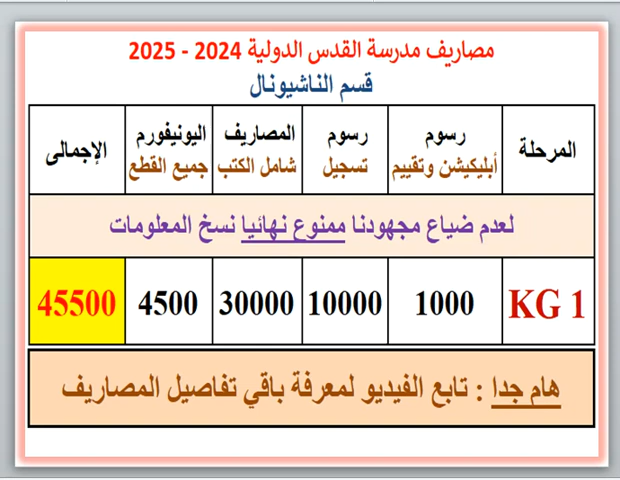 مصاريف مدرسة القدس الدولية 2024 - 2025
قسم الناشيونال
المرحلة
رسوم
أبليكيشن وتقييم
رسوم
تسجيل
المصاريف
شامل الكتب
اليونيفورم
جميع القطع
الإجمالى
لعدم ضياع مجهودنا ممنوع نهائيا نسخ المعلومات
KG 1
1000
10000
30000
4500
45500
هام جدا : تابع الفيديو لمعرفة باقي تفاصيل المصاريف